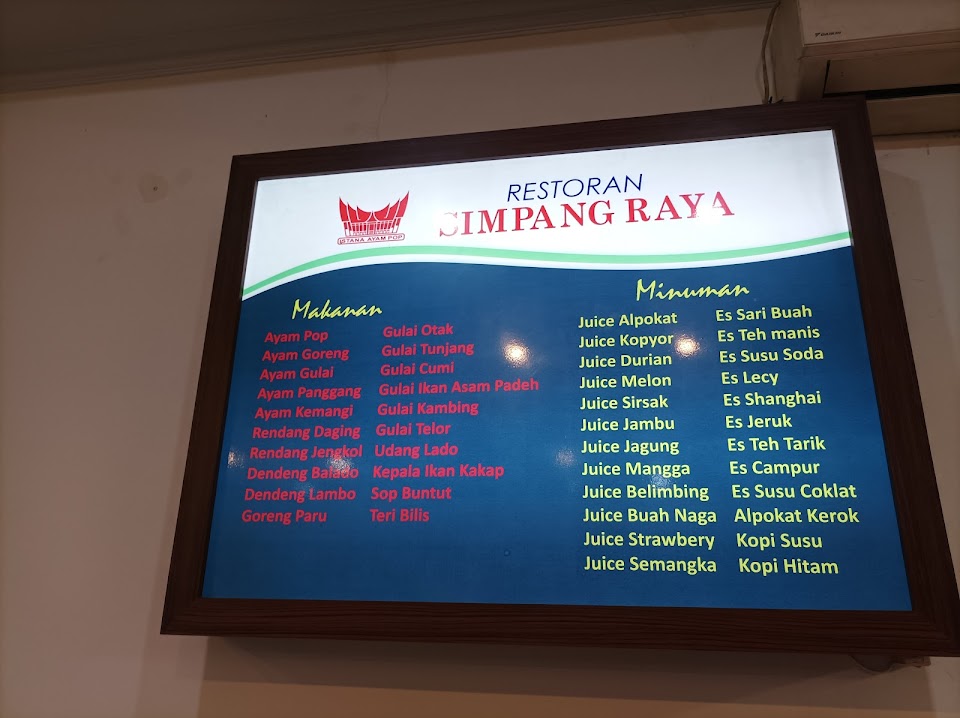 RESTORAN
SIMPANG RAYA
ISTANA AYAM POP
Makanan
Ayam Pop
Ayam Goreng
Ayam Gulai
Ayam Panggang
Ayam Kemangi
Rendang Daging
Rendang Jengkol
Dendeng Balado
Dendeng Lambo
Goreng Paru
Gulai Otak
Gulai Tunjang
Gulai Cumi
Gulai Ikan Asam Padeh
Gulai Kambing
Gulai Telor
Udang Lado
Kepala Ikan Kakap
Sop Buntut
Teri Bilis
Minuman
Juice Alpokat
Juice Kopyor
Juice Durian
Juice Melon
Juice Sirsak
Juice Jambu
Juice Jagung
Juice Mangga
Juice Belimbing
Juice Buah Naga
Juice Strawbery
Juice Semangka
Es Sari Buah
Es Teh manis
Es Susu Soda
Es Lecy
Es Shanghai
Es Jeruk
Es Teh Tarik
Es Campur
Es Susu Coklat
Alpokat Kerok
Kopi Susu
Kopi Hitam